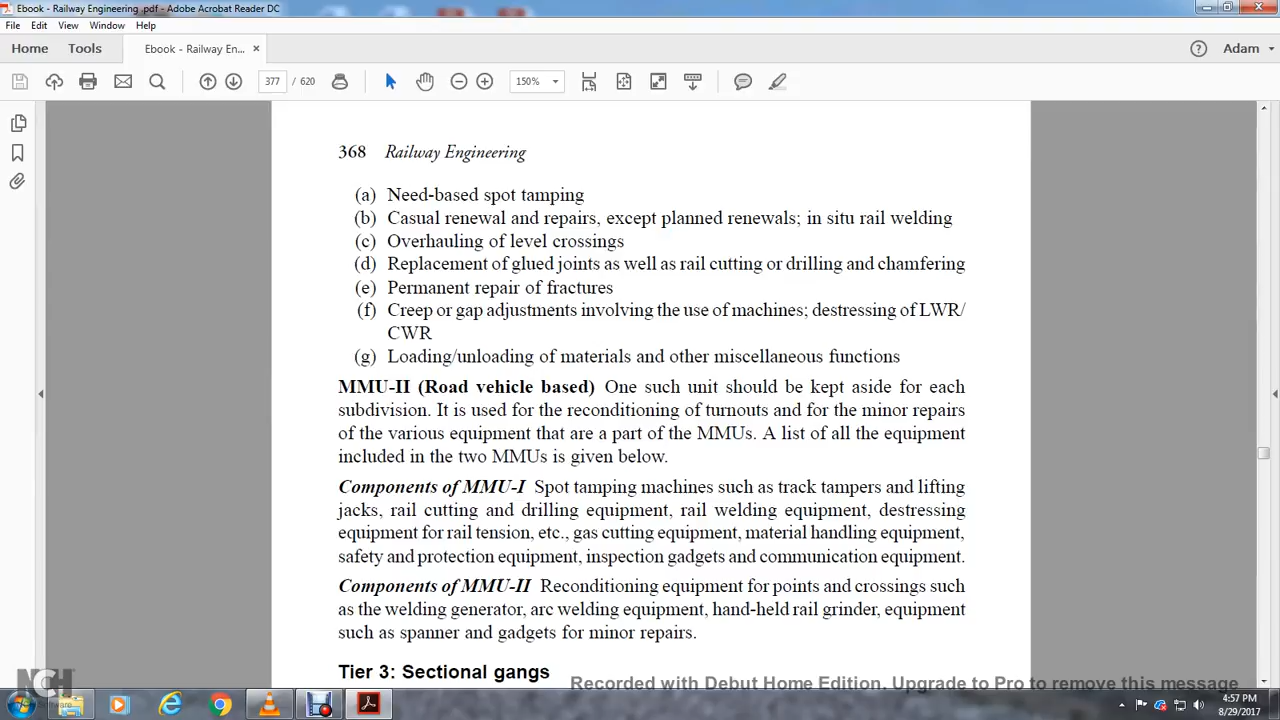 Ebook - Railway Engineering .pdf - Adobe Acrobat Reader DC
File Edit View Window Help
Home Tools Ebook - Railway En... × ? Adam
377 / 620 150%
368 Railway Engineering
(a) Need-based spot tamping
(b) Casual renewal and repairs, except planned renewals; in situ rail welding
(c) Overhauling of level crossings
(d) Replacement of glued joints as well as rail cutting or drilling and chamfering
(e) Permanent repair of fractures
(f) Creep or gap adjustments involving the use of machines; destressing of LWR/
CWR
(g) Loading/unloading of materials and other miscellaneous functions
MMU-II (Road vehicle based) One such unit should be kept aside for each
subdivision. It is used for the reconditioning of turnouts and for the minor repairs
of the various equipment that are a part of the MMUs. A list of all the equipment
included in the two MMUs is given below.
Components of MMU-I Spot tamping machines such as track tampers and lifting
jacks, rail cutting and drilling equipment, rail welding equipment, destressing
equipment for rail tension, etc., gas cutting equipment, material handling equipment,
safety and protection equipment, inspection gadgets and communication equipment.
Components of MMU-II Reconditioning equipment for points and crossings such
as the welding generator, arc welding equipment, hand-held rail grinder, equipment
such as spanner and gadgets for minor repairs.
Tier 3: Sectional gangs
Recorded with Debut Home Edition. Upgrade to Pro to remove this message
NCH
Software
4:57 PM
8/29/2017